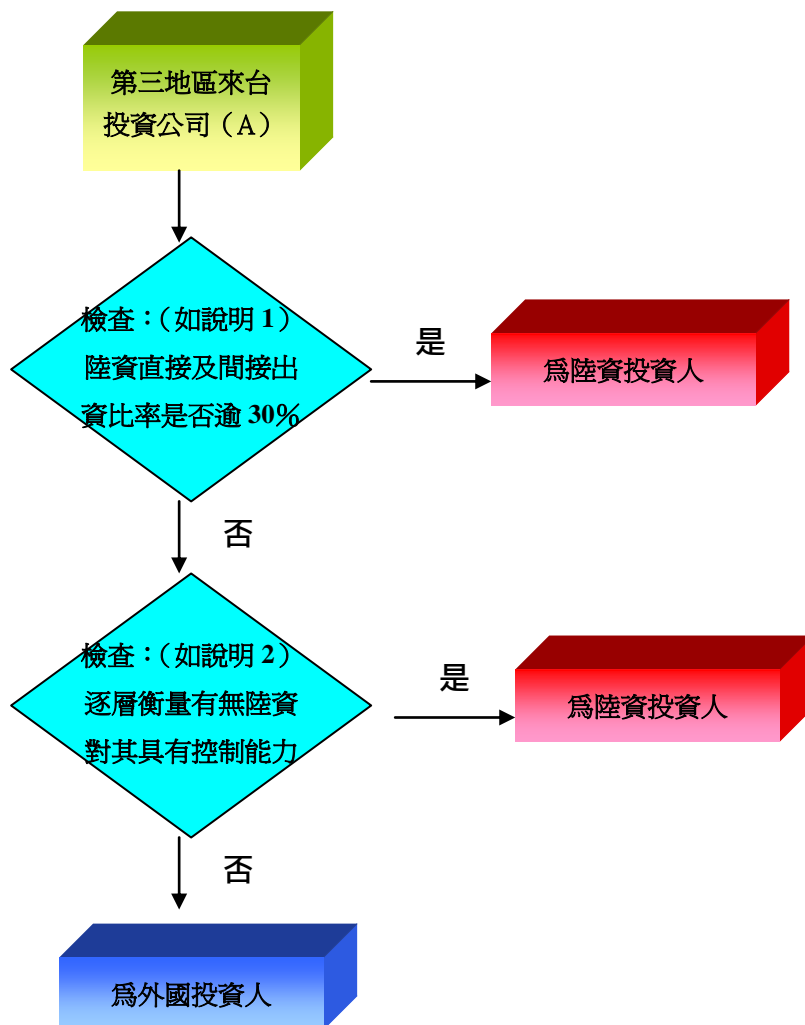 第三地區來台
投資公司（A）
檢查：（如說明 1）
陸資直接及間接出
資比率是否逾 30％
是
爲陸資投資人
否
檢查：（如說明 2）
逐層衡量有無陸資
對其具有控制能力
是
爲陸資投資人
否
爲外國投資人